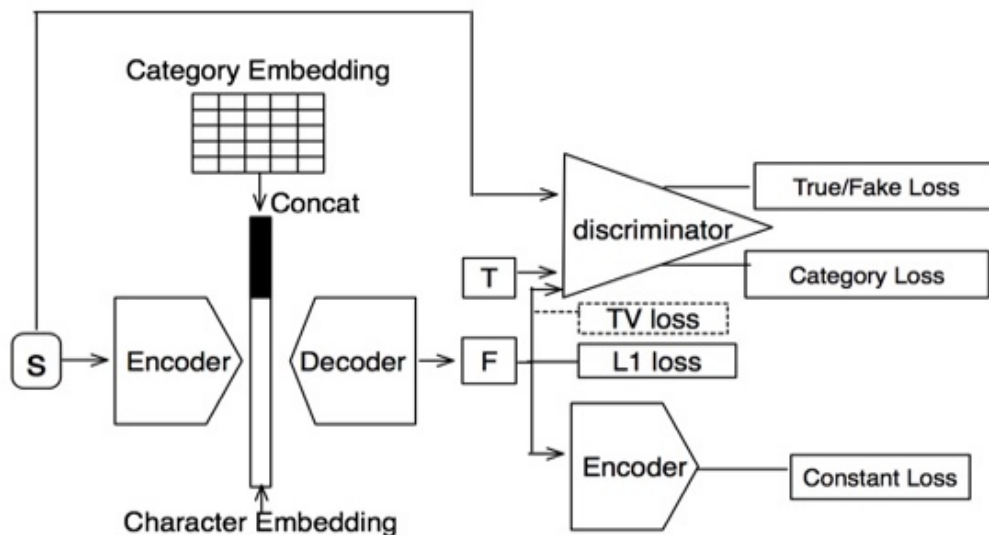 Category Embedding
Concat
True/Fake Loss
discriminator
Category Loss
T
TV loss
S
Encoder
Decoder
F
L1 loss
Encoder
Constant Loss
Character Embedding